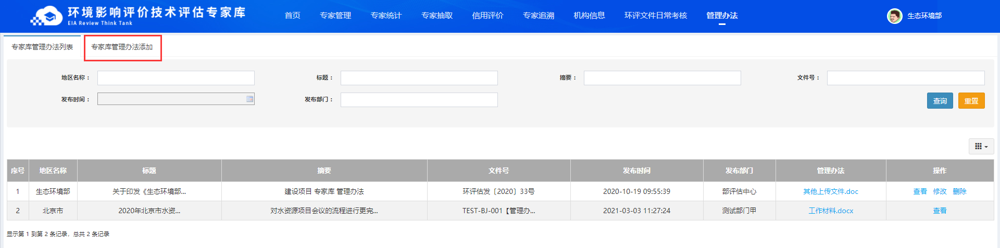 环境影响评价技术评估专家库
EIA Review Think Tank
首页 专家管理 专家统计 专家抽取 信用评价 专家追溯 机构信息 环评文件日常考核 管理办法 生态环境部
专家库管理办法列表 专家库管理办法添加
地区名称： 标题： 摘要： 文件号：
发布时间： 发布部门： 查询 重置
序号 地区名称 标题 摘要 文件号 发布时间 发布部门 管理办法 操作
1 生态环境部 关于印发《生态环境部... 建设项目 专家库 管理办法 环评估发〔2020〕33号 2020-10-19 09:55:39 部评估中心 其他上传文件.doc 查看 修改 删除
2 北京市 2020年北京市水资... 对水资源项目会议的流程进行更完... TEST-BJ-001【管理办... 2021-03-03 11:27:24 测试部门甲 工作材料.docx 查看
显示第 1 到第 2 条记录，总共 2 条记录